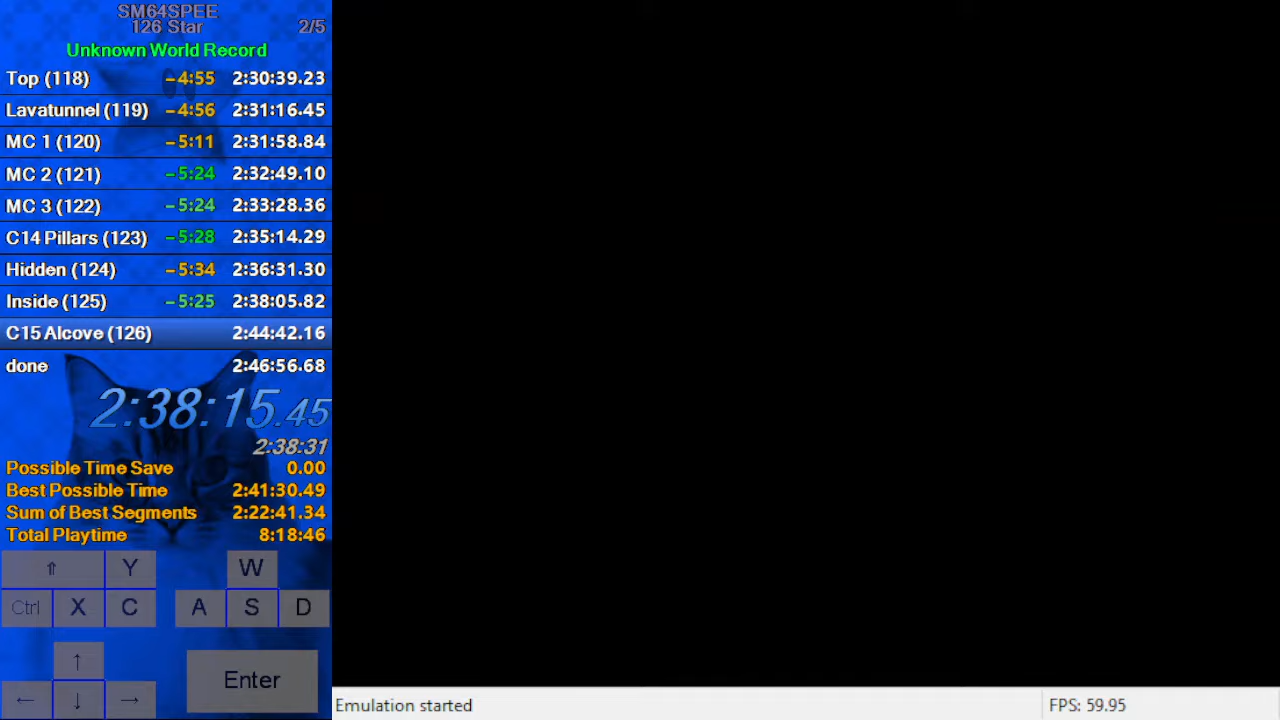 SM64SPEE
126 Star 2/5
Unknown World Record
Top (118) -4:55 2:30:39.23
Lavatunnel (119) -4:56 2:31:16.45
MC 1 (120) -5:11 2:31:58.84
MC 2 (121) -5:24 2:32:49.10
MC 3 (122) -5:24 2:33:28.36
C14 Pillars (123) -5:28 2:35:14.29
Hidden (124) -5:34 2:36:31.30
Inside (125) -5:25 2:38:05.82
C15 Alcove (126) 2:44:42.16
done 2:46:56.68
2:38:15.45
2:38:31
Possible Time Save 0.00
Best Possible Time 2:41:30.49
Sum of Best Segments 2:22:41.34
Total Playtime 8:18:46
⇑ Y W
Ctrl X C A S D
↑ Enter
← ↓ →
Emulation started FPS: 59.95